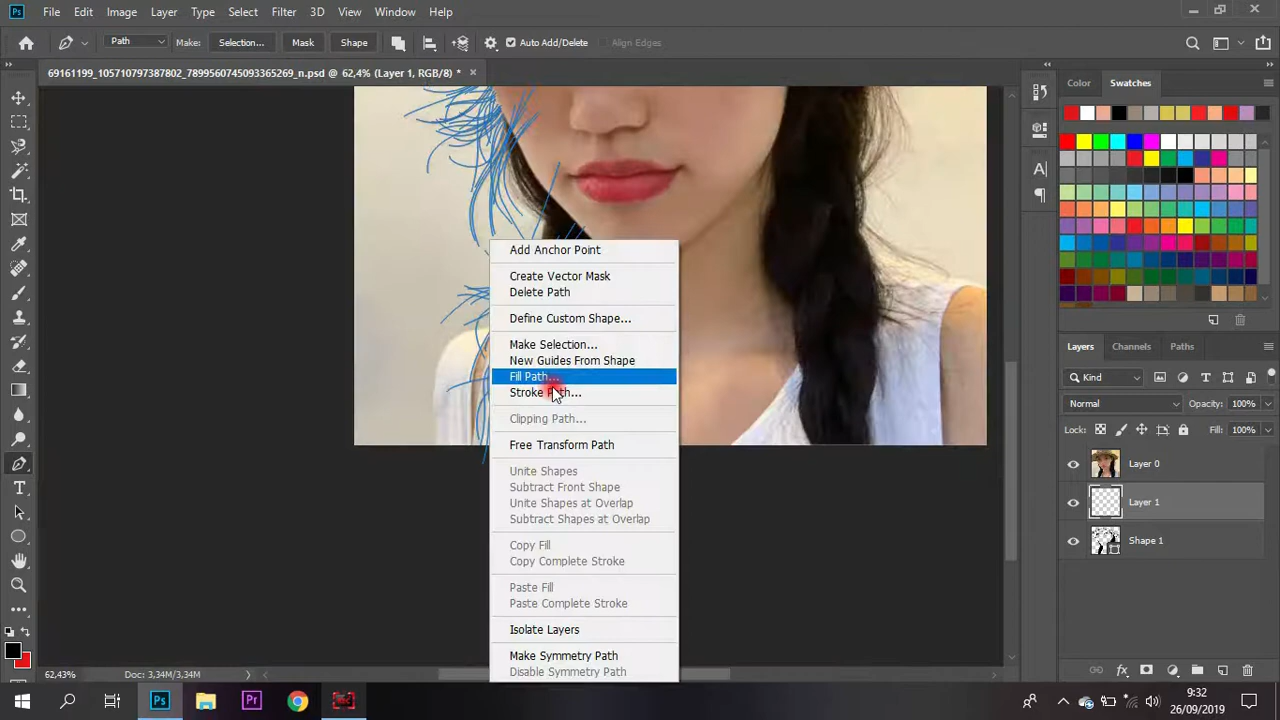 Ps File Edit Image Layer Type Select Filter 3D View Window Help
Path Make: Selection... Mask Shape Auto Add/Delete Align Edges
69161199_105710797387802_7899560745093365269_n.psd @ 62,4% (Layer 1, RGB/8) *
Color Swatches
Add Anchor Point
Create Vector Mask
Delete Path
Define Custom Shape...
Make Selection...
New Guides From Shape
Fill Path...
Stroke Path...
Clipping Path...
Free Transform Path
Unite Shapes
Subtract Front Shape
Unite Shapes at Overlap
Subtract Shapes at Overlap
Copy Fill
Copy Complete Stroke
Paste Fill
Paste Complete Stroke
Isolate Layers
Make Symmetry Path
Disable Symmetry Path
Layers Channels Paths
Kind
Normal Opacity: 100%
Lock: Fill: 100%
Layer 0
Layer 1
Shape 1
62,43% Doc: 3,34M/3,34M
Ps Pr REC
9:32
26/09/2019